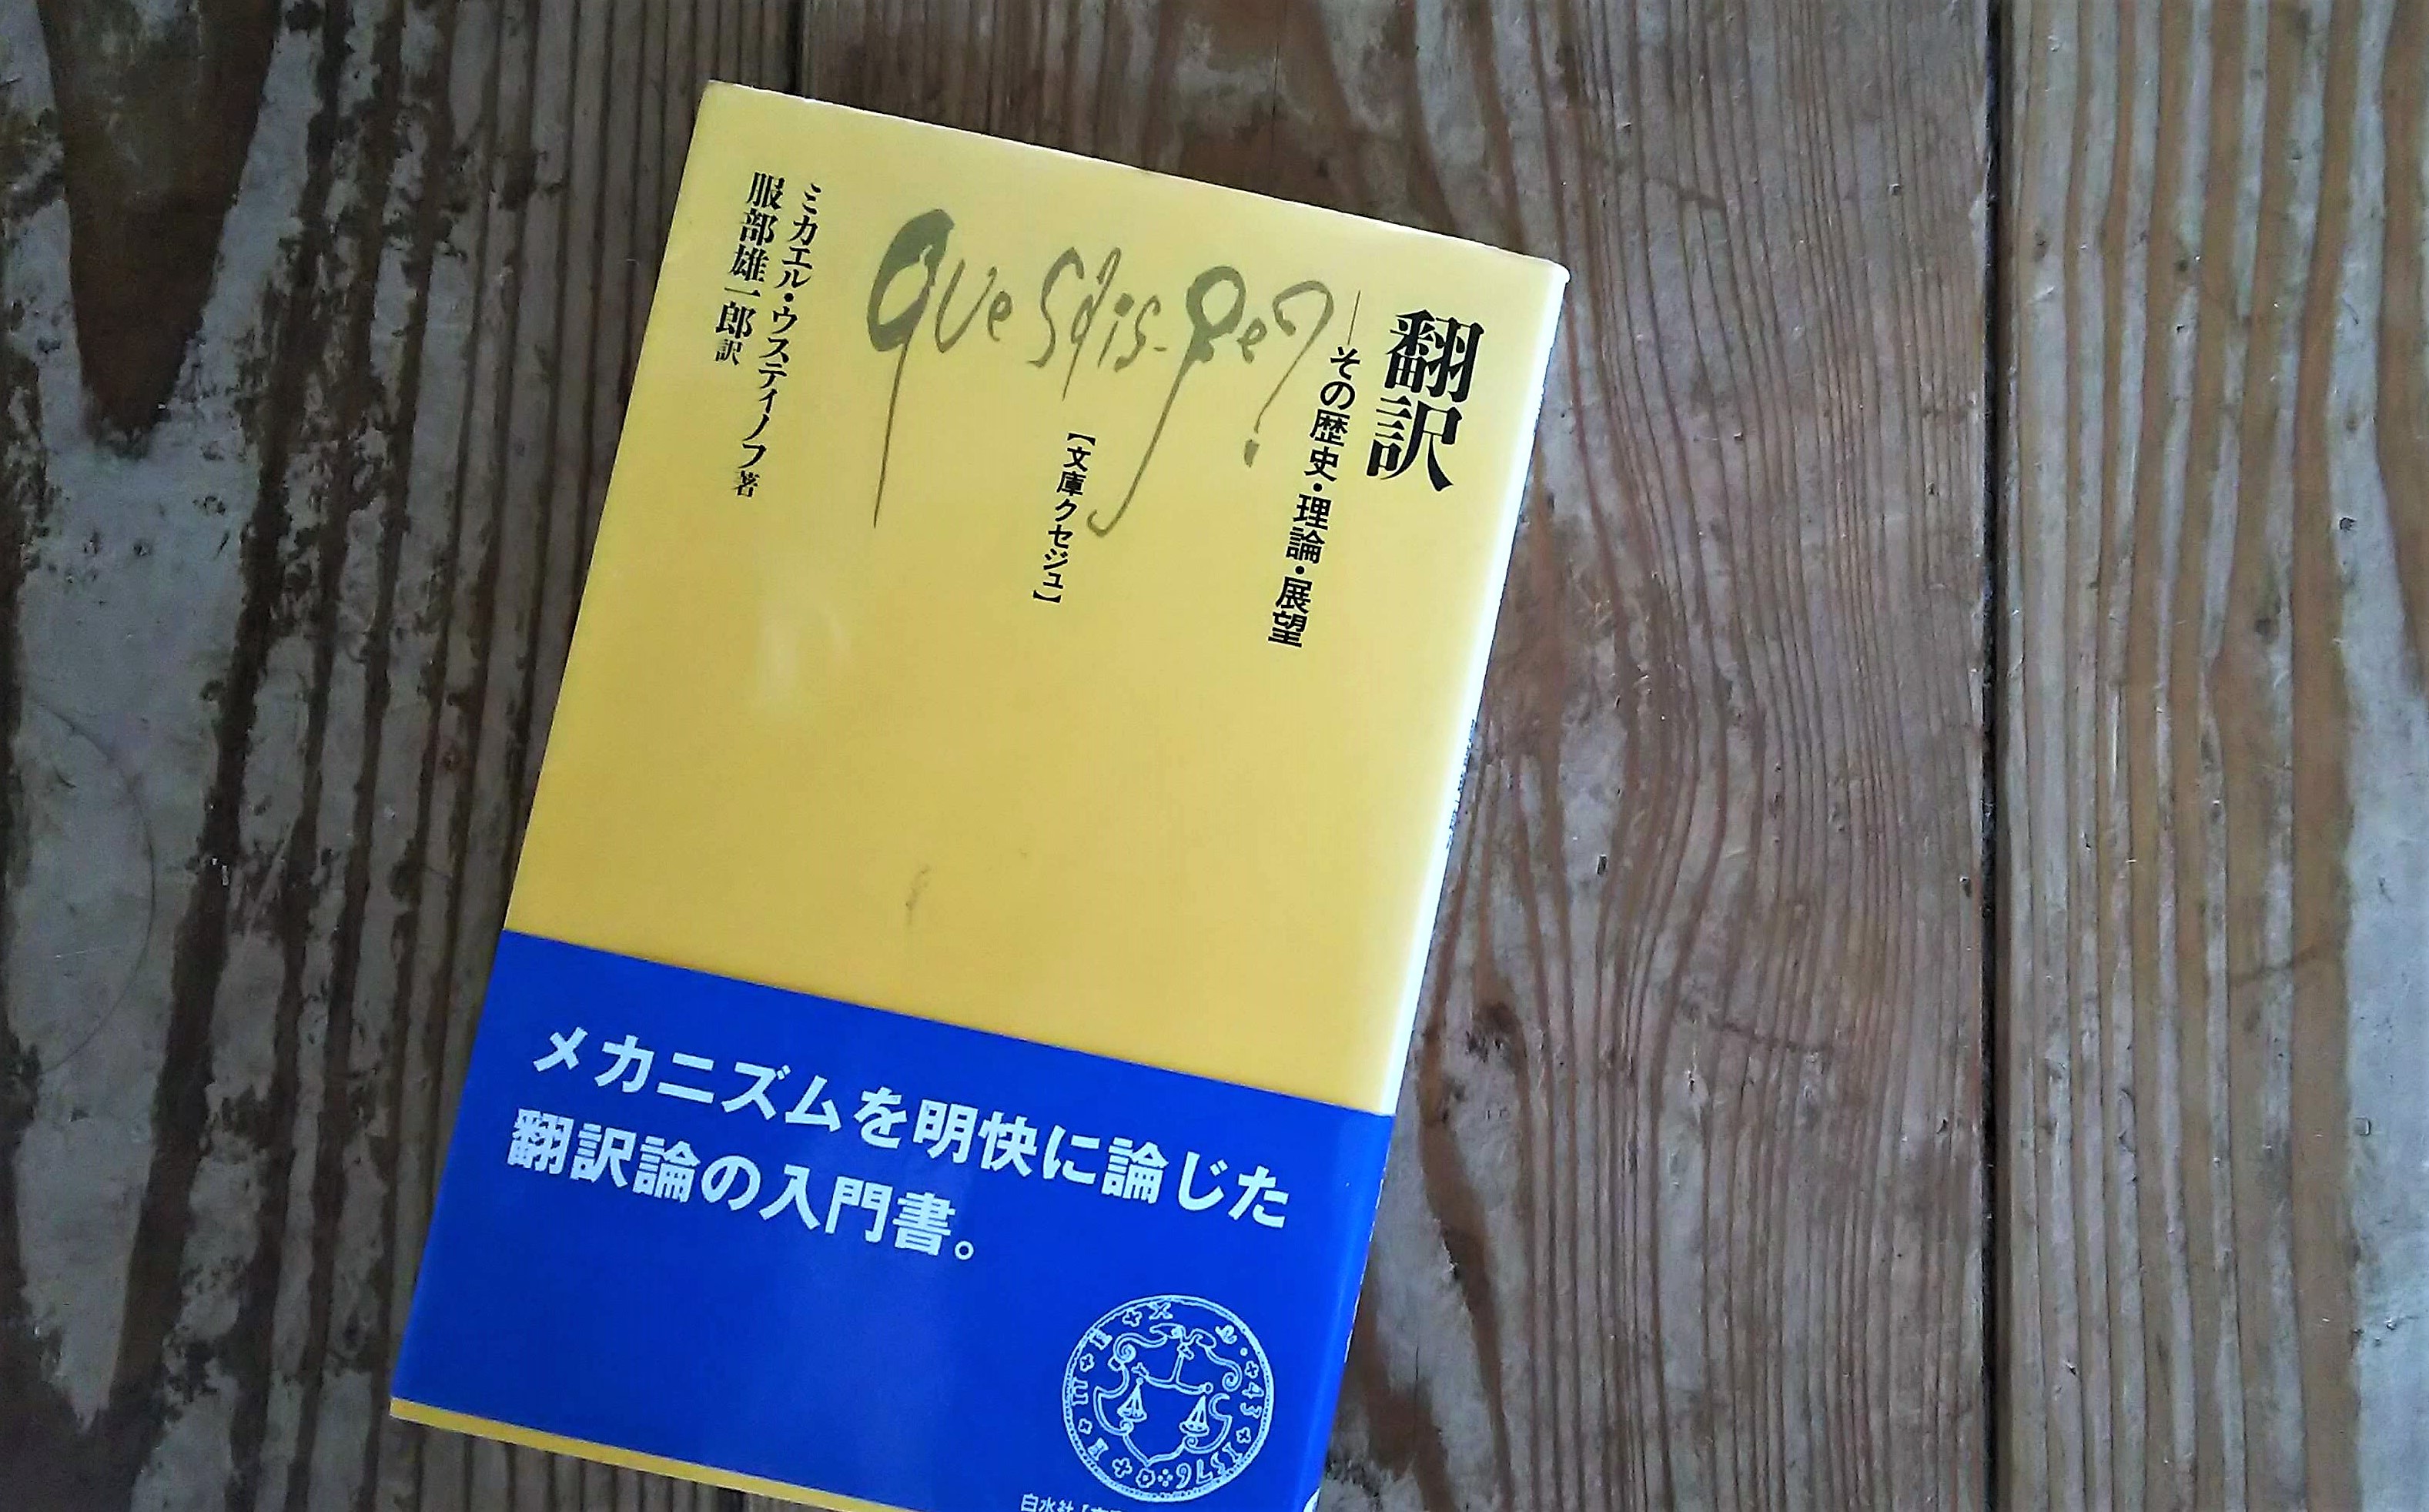 翻訳
―その歴史・理論・展望
Que sais-je?
【文庫クセジュ】
ミカエル・ウスティノフ著
服部雄一郎訳
メカニズムを明快に論じた
翻訳論の入門書。
白水社